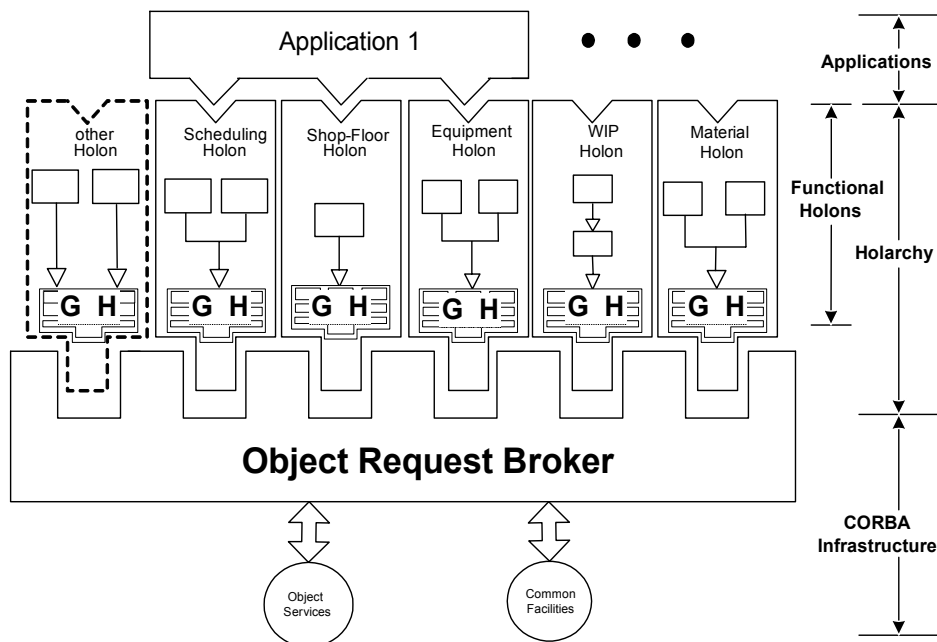 Application 1
Applications
other
Holon
Scheduling
Holon
Shop-Floor
Holon
Equipment
Holon
WIP
Holon
Material
Holon
Functional
Holons
Holarchy
G H
G H
G H
G H
G H
G H
Object Request Broker
CORBA
Infrastructure
Object
Services
Common
Facilities